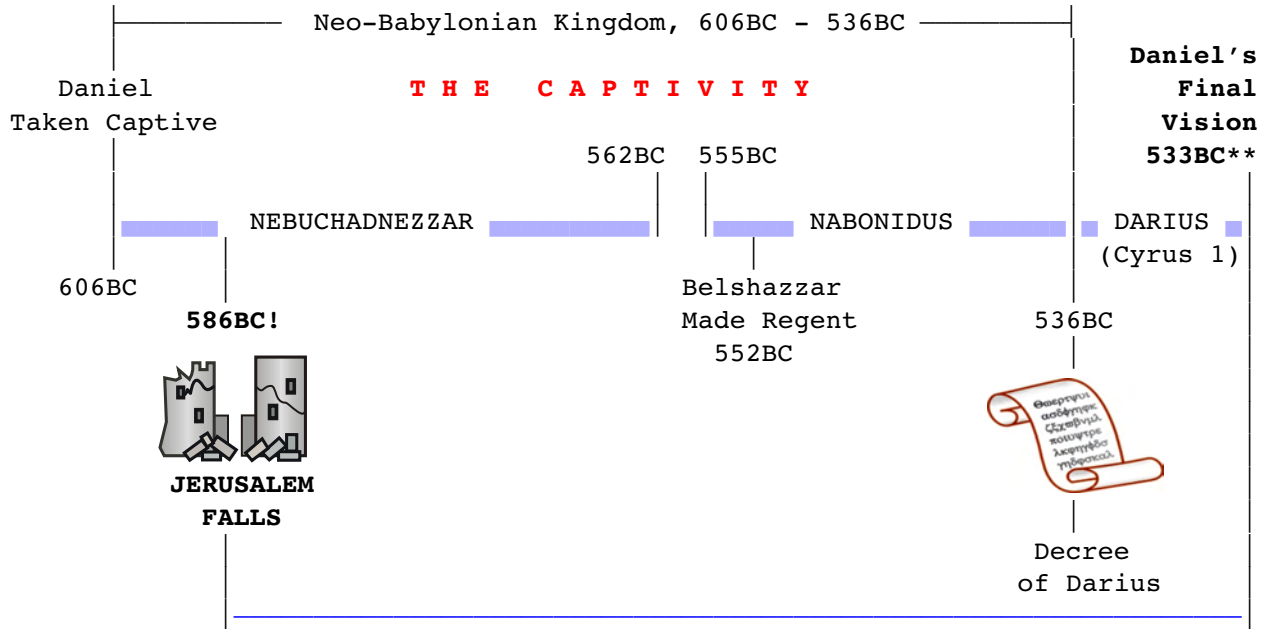 Neo-Babylonian Kingdom, 606BC - 536BC
Daniel's
Final
Vision
533BC**
Daniel
Taken Captive
THE CAPTIVITY
562BC 555BC
NEBUCHADNEZZAR NABONIDUS DARIUS
(Cyrus 1)
606BC
586BC!
Belshazzar
Made Regent
552BC
536BC
JERUSALEM
FALLS
Decree
of Darius